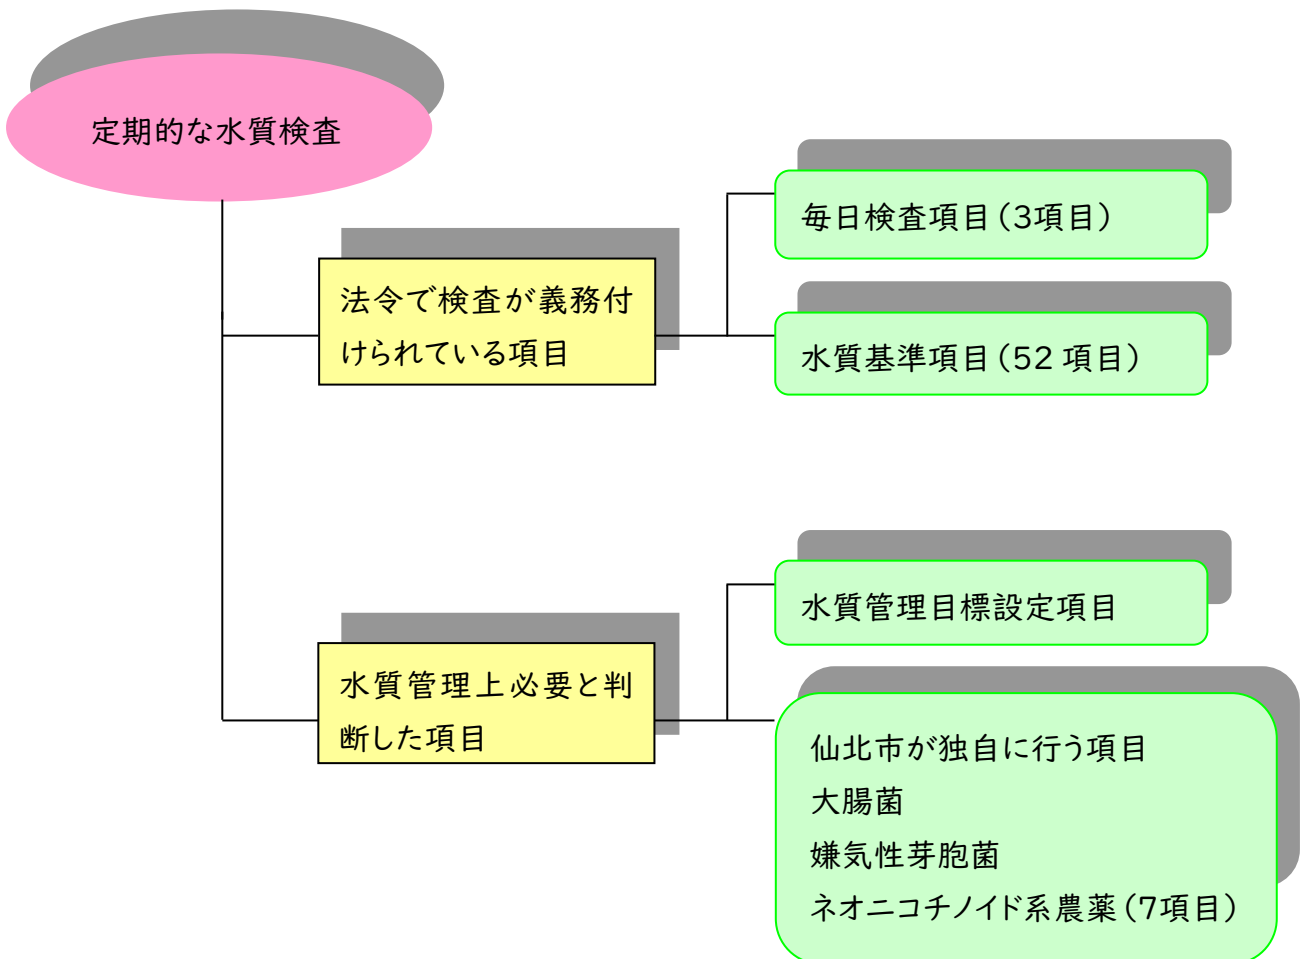 定期的な水質検査
毎日検査項目（3項目）
法令で検査が義務付
けられている項目
水質基準項目（52 項目）
水質管理目標設定項目
水質管理上必要と判
断した項目
仙北市が独自に行う項目
大腸菌
嫌気性芽胞菌
ネオニコチノイド系農薬（7項目）